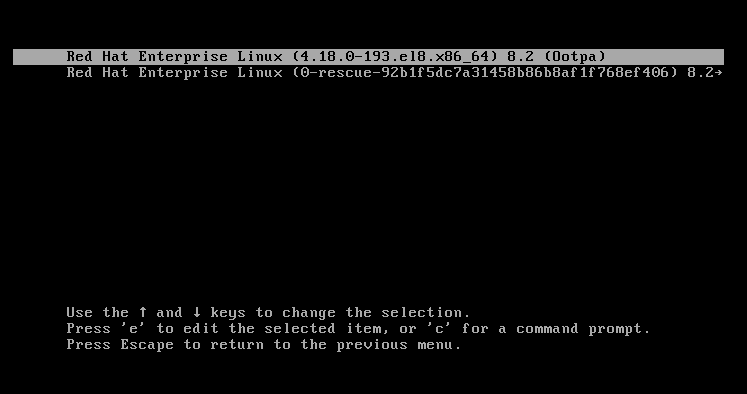 Red Hat Enterprise Linux (4.18.0-193.el8.x86_64) 8.2 (Ootpa)
Red Hat Enterprise Linux (0-rescue-92b1f5dc7a31458b86b8af1f768ef406) 8.2→
Use the ↑ and ↓ keys to change the selection.
Press 'e' to edit the selected item, or 'c' for a command prompt.
Press Escape to return to the previous menu.